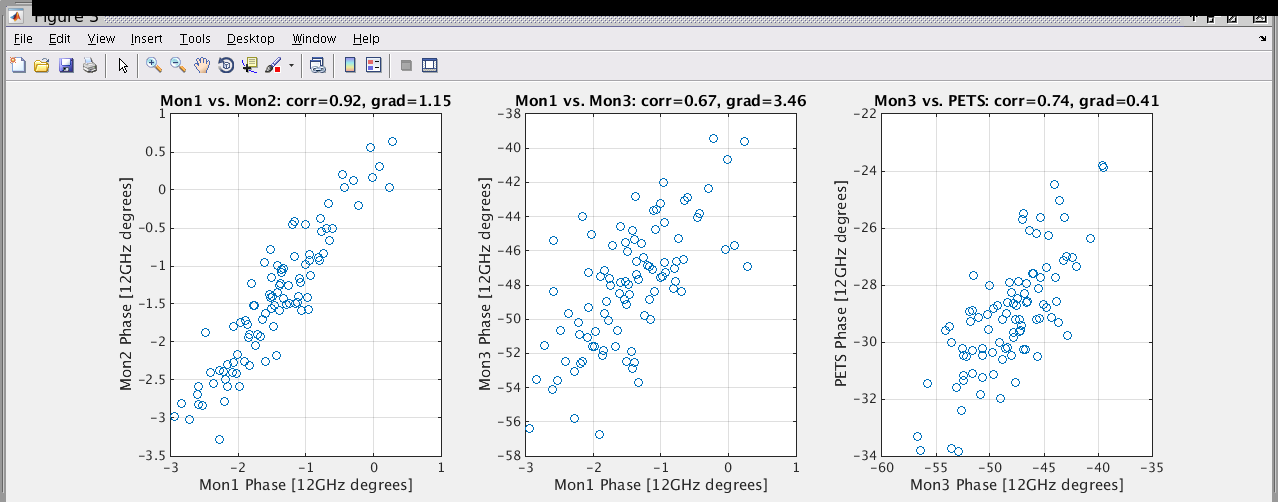 Figure 3
File Edit View Insert Tools Desktop Window Help
Mon1 vs. Mon2: corr=0.92, grad=1.15
Mon2 Phase [12GHz degrees]
1
0.5
0
-0.5
-1
-1.5
-2
-2.5
-3
-3.5
-3 -2 -1 0 1
Mon1 Phase [12GHz degrees]
Mon1 vs. Mon3: corr=0.67, grad=3.46
Mon3 Phase [12GHz degrees]
-38
-40
-42
-44
-46
-48
-50
-52
-54
-56
-58
-3 -2 -1 0 1
Mon1 Phase [12GHz degrees]
Mon3 vs. PETS: corr=0.74, grad=0.41
PETS Phase [12GHz degrees]
-22
-24
-26
-28
-30
-32
-34
-60 -55 -50 -45 -40 -35
Mon3 Phase [12GHz degrees]